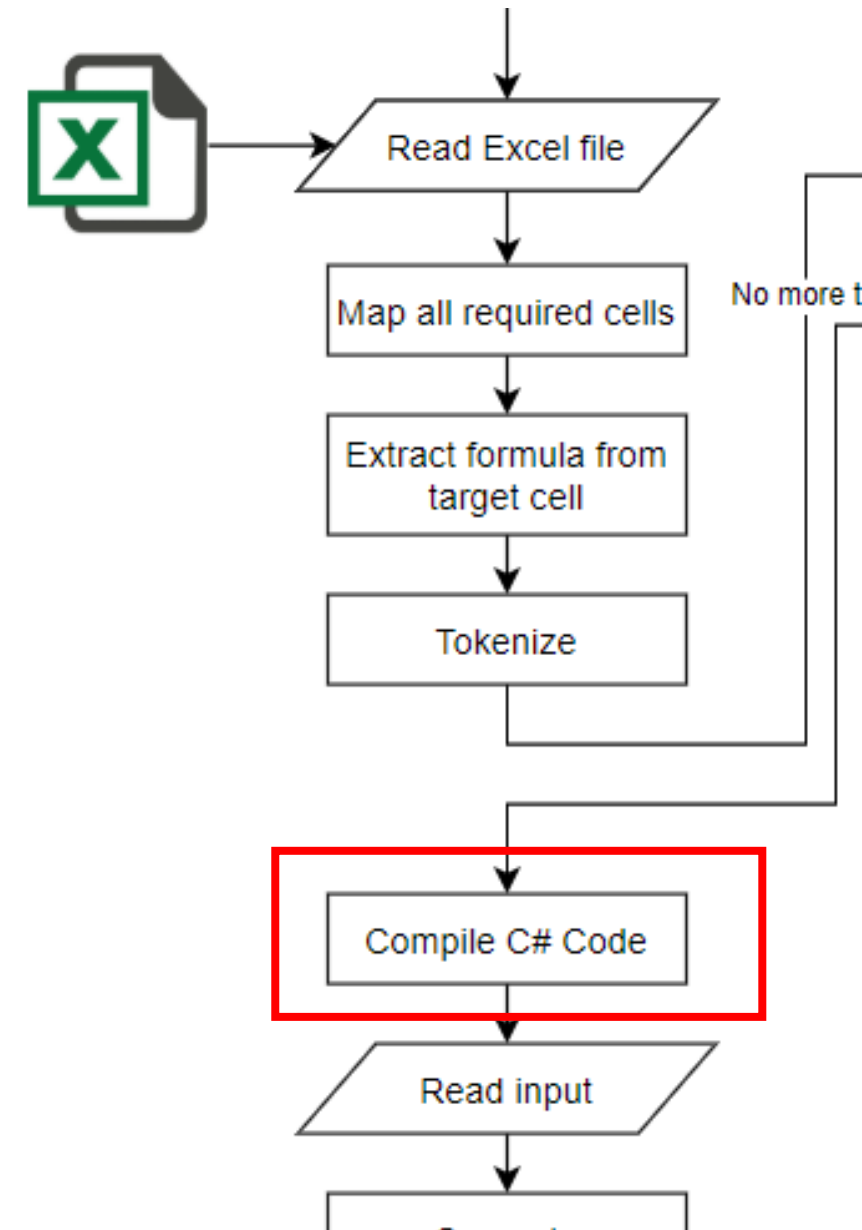 X
Read Excel file
Map all required cells
No more
Extract formula from
target cell
Tokenize
Compile C# Code
Read input